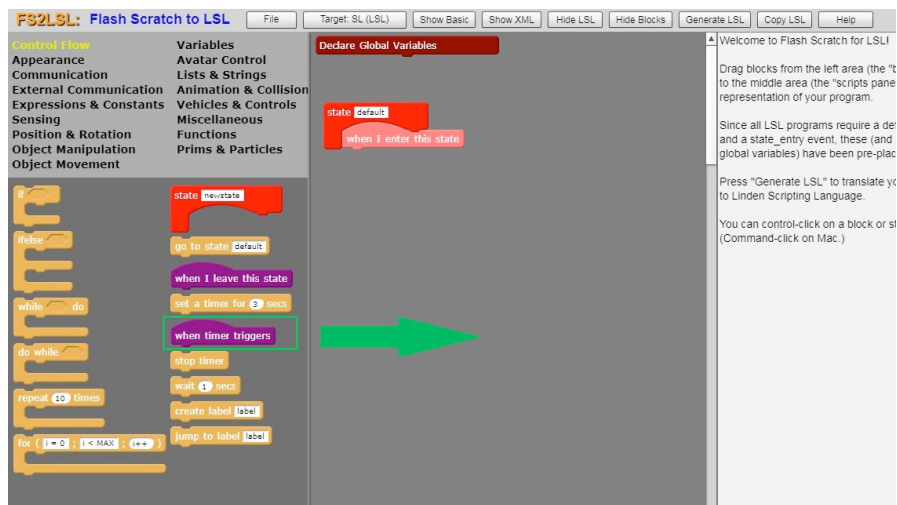 FS2LSL: Flash Scratch to LSL
File
Target: SL (LSL)
Show Basic
Show XML
Hide LSL
Hide Blocks
Generate LSL
Copy LSL
Help
Control Flow
Appearance
Communication
External Communication
Expressions & Constants
Sensing
Position & Rotation
Object Manipulation
Object Movement
Variables
Avatar Control
Lists & Strings
Animation & Collision
Vehicles & Controls
Miscellaneous
Functions
Prims & Particles
if
ifelse
while do
do while
repeat 10 times
for ( i = 0 ; i < MAX ; i++ )
state newstate
go to state default
when I leave this state
set a timer for 3 secs
when timer triggers
stop timer
wait 1 secs
create label label
jump to label label
Declare Global Variables
state default
when I enter this state
Welcome to Flash Scratch for LSL!
Drag blocks from the left area (the "b
to the middle area (the "scripts pane
representation of your program.
Since all LSL programs require a def
and a state_entry event, these (and
global variables) have been pre-plac
Press "Generate LSL" to translate yo
to Linden Scripting Language.
You can control-click on a block or st
(Command-click on Mac.)